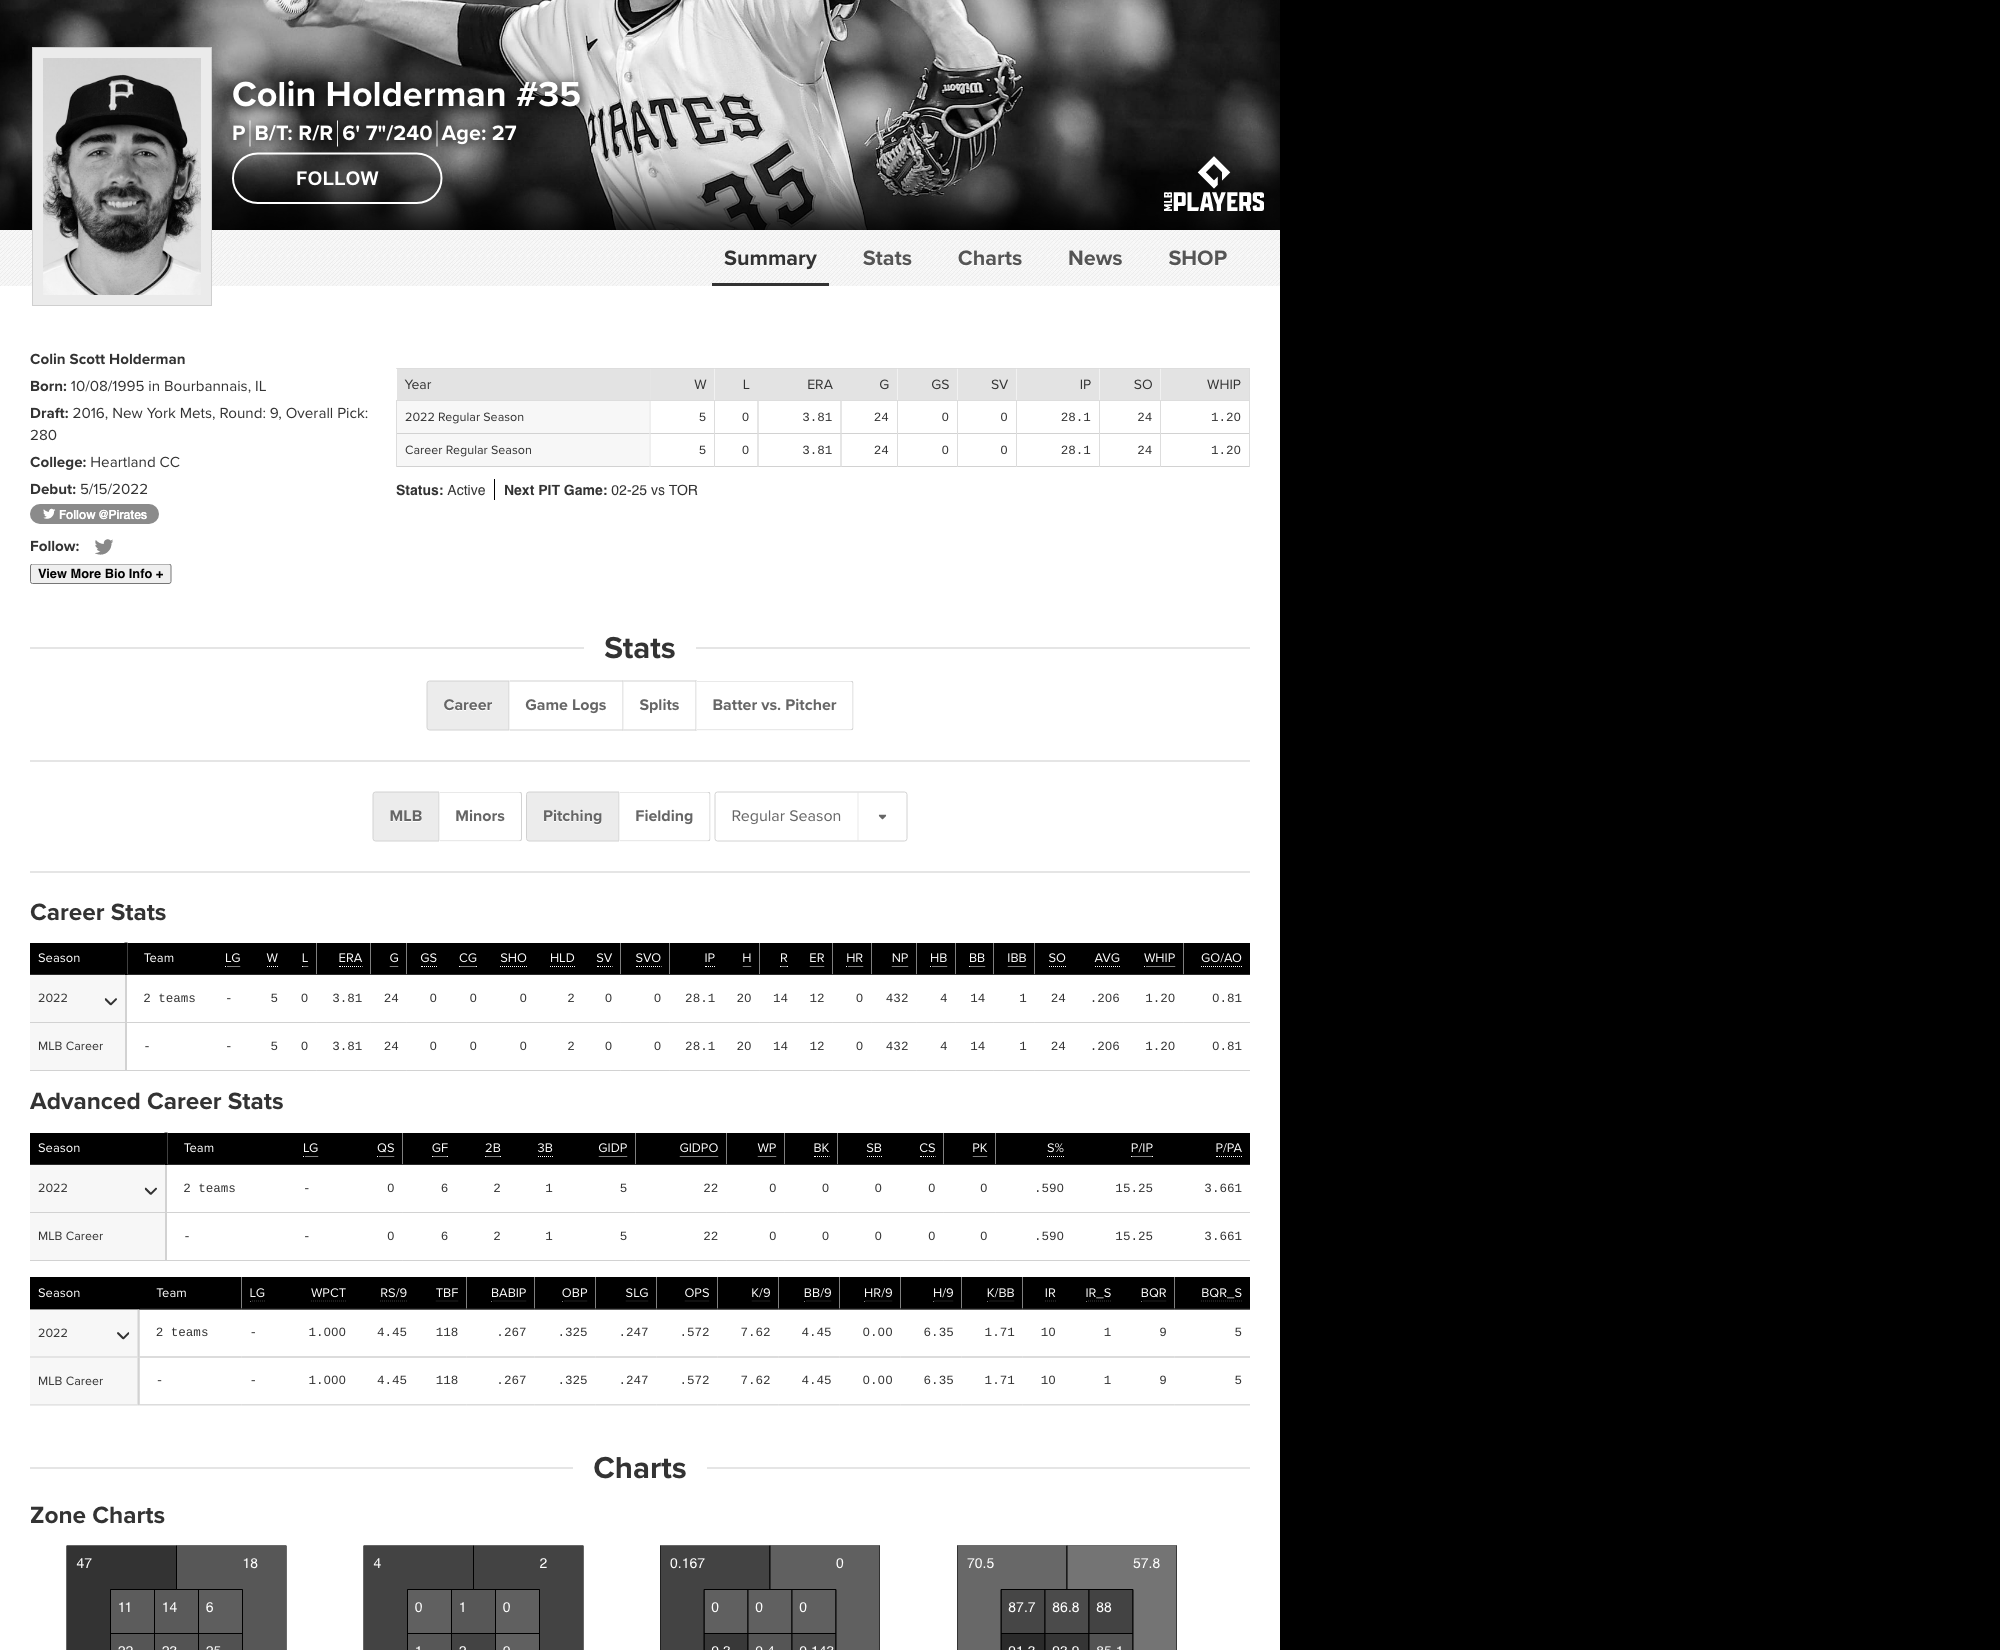 Colin Holderman #35
P B/T: R/R 6' 7"/240 Age: 27
FOLLOW
P
PIRATES
35
Wilson
MLB PLAYERS
Summary Stats Charts News SHOP
Colin Scott Holderman
Born: 10/08/1995 in Bourbannais, IL
Draft: 2016, New York Mets, Round: 9, Overall Pick:
280
College: Heartland CC
Debut: 5/15/2022
Follow @Pirates
Follow:
View More Bio Info +
Year W L ERA G GS SV IP SO WHIP
2022 Regular Season 5 0 3.81 24 0 0 28.1 24 1.20
Career Regular Season 5 0 3.81 24 0 0 28.1 24 1.20
Status: Active Next PIT Game: 02-25 vs TOR
Stats
Career Game Logs Splits Batter vs. Pitcher
MLB Minors Pitching Fielding Regular Season
Career Stats
Season Team LG W L ERA G GS CG SHO HLD SV SVO IP H R ER HR NP HB BB IBB SO AVG WHIP GO/AO
2022 2 teams - 5 0 3.81 24 0 0 0 2 0 0 28.1 20 14 12 0 432 4 14 1 24 .206 1.20 0.81
MLB Career - - 5 0 3.81 24 0 0 0 2 0 0 28.1 20 14 12 0 432 4 14 1 24 .206 1.20 0.81
Advanced Career Stats
Season Team LG QS GF 2B 3B GIDP GIDPO WP BK SB CS PK S% P/IP P/PA
2022 2 teams - 0 6 2 1 5 22 0 0 0 0 0 .590 15.25 3.661
MLB Career - - 0 6 2 1 5 22 0 0 0 0 0 .590 15.25 3.661
Season Team LG WPCT RS/9 TBF BABIP OBP SLG OPS K/9 BB/9 HR/9 H/9 K/BB IR IR_S BQR BQR_S
2022 2 teams - 1.000 4.45 118 .267 .325 .247 .572 7.62 4.45 0.00 6.35 1.71 10 1 9 5
MLB Career - - 1.000 4.45 118 .267 .325 .247 .572 7.62 4.45 0.00 6.35 1.71 10 1 9 5
Charts
Zone Charts
47 18 4 2 0.167 0 70.5 57.8
11 14 6 0 1 0 0 0 0 87.7 86.8 88